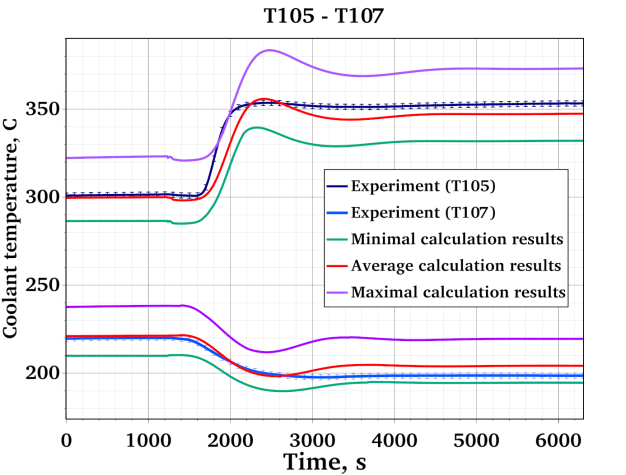 T105 - T107
Coolant temperature, C
350
300
250
200
Experiment (T105)
Experiment (T107)
Minimal calculation results
Average calculation results
Maximal calculation results
0 1000 2000 3000 4000 5000 6000
Time, s